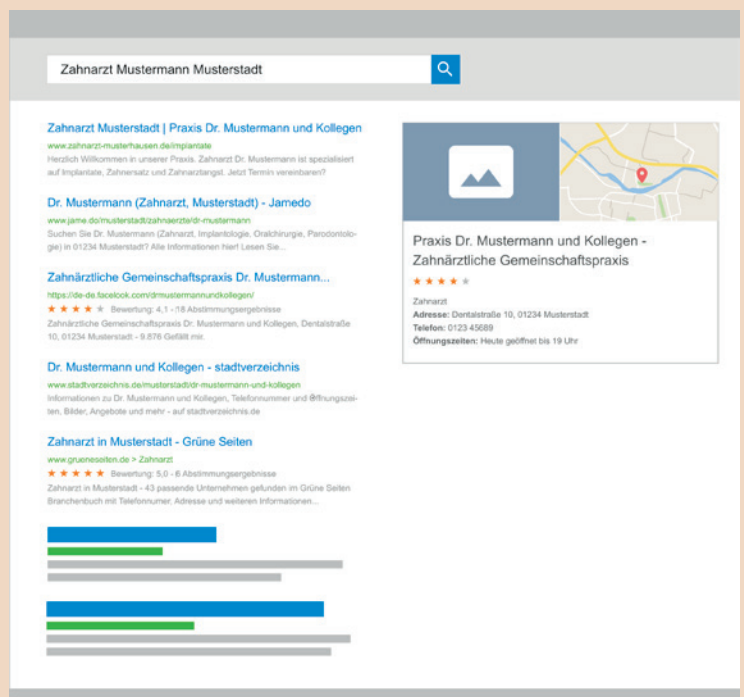 Zahnarzt Mustermann Musterstadt
Zahnarzt Musterstadt | Praxis Dr. Mustermann und Kollegen
www.zahnarzt-musterhausen.de/implantate
Herzlich Willkommen in unserer Praxis. Zahnarzt Dr. Mustermann ist spezialisiert
auf Implantate, Zahnersatz und Zahnarztangst. Jetzt Termin vereinbaren?
Dr. Mustermann (Zahnarzt, Musterstadt) - Jamedo
www.jame.do/musterstadt/zahnaerzte/dr-mustermann
Suchen Sie Dr. Mustermann (Zahnarzt, Implantologie, Oralchirurgie, Parodontolo-
gie) in 01234 Musterstadt? Alle Informationen hier! Lesen Sie...
Zahnärztliche Gemeinschaftspraxis Dr. Mustermann...
https://de-de.facelook.com/drmustermannundkollegen/
Bewertung: 4,1 - 18 Abstimmungsergebnisse
Zahnärztliche Gemeinschaftspraxis Dr. Mustermann und Kollegen, Dentalstraße
10, 01234 Musterstadt - 9.876 Gefällt mir.
Dr. Mustermann und Kollegen - stadtverzeichnis
www.stadtverzeichnis.de/musterstadt/dr-mustermann-und-kollegen
Informationen zu Dr. Mustermann und Kollegen, Telefonnummer und Öffnungszei-
ten, Bilder, Angebote und mehr - auf stadtverzeichnis.de
Zahnarzt in Musterstadt - Grüne Seiten
www.grueneseiten.de > Zahnarzt
Bewertung: 5,0 - 6 Abstimmungsergebnisse
Zahnarzt in Musterstadt - 43 passende Unternehmen gefunden im Grüne Seiten
Branchenbuch mit Telefonnumer, Adresse und weiteren Informationen...
Praxis Dr. Mustermann und Kollegen -
Zahnärztliche Gemeinschaftspraxis
Zahnarzt
Adresse: Dentalstraße 10, 01234 Musterstadt
Telefon: 0123 45689
Öffnungszeiten: Heute geöffnet bis 19 Uhr